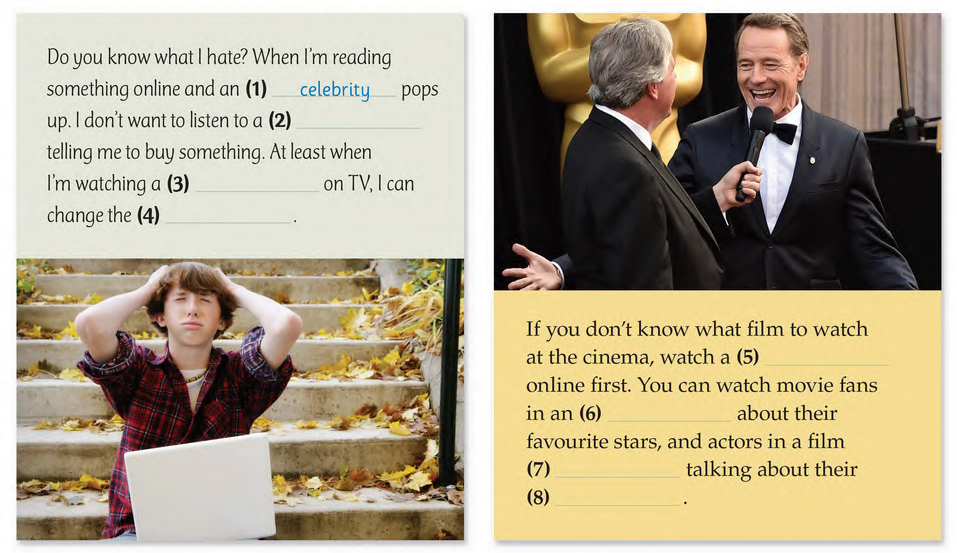 Do you know what I hate? When I'm reading
something online and an (1) celebrity pops
up. I don't want to listen to a (2)
telling me to buy something. At least when
I'm watching a (3) on TV, I can
change the (4) .
If you don't know what film to watch
at the cinema, watch a (5)
online first. You can watch movie fans
in an (6) about their
favourite stars, and actors in a film
(7) talking about their
(8) .